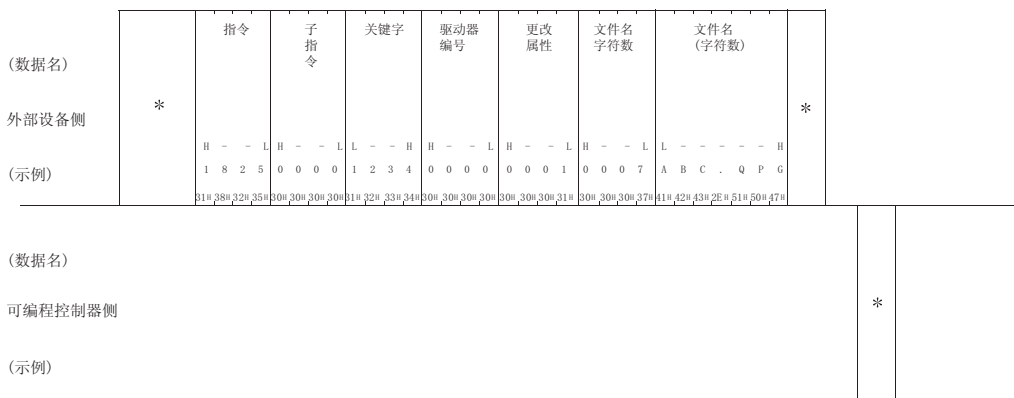 指令 子指令 关键字 驱动器编号 更改属性 文件名字符数 文件名(字符数)
(数据名)
* *
外部设备侧
H - - L H - - L L - - H H - - L H - - L H - - L L - - - - - H
(示例) 1 8 2 5 0 0 0 0 1 2 3 4 0 0 0 0 0 0 0 1 0 0 0 7 A B C . Q P G
31H 38H 32H 35H 30H 30H 30H 30H 31H 32H 33H 34H 30H 30H 30H 30H 30H 30H 30H 31H 30H 30H 30H 37H 41H 42H 43H 2EH 51H 50H 47H
(数据名)
可编程控制器侧 *
(示例)